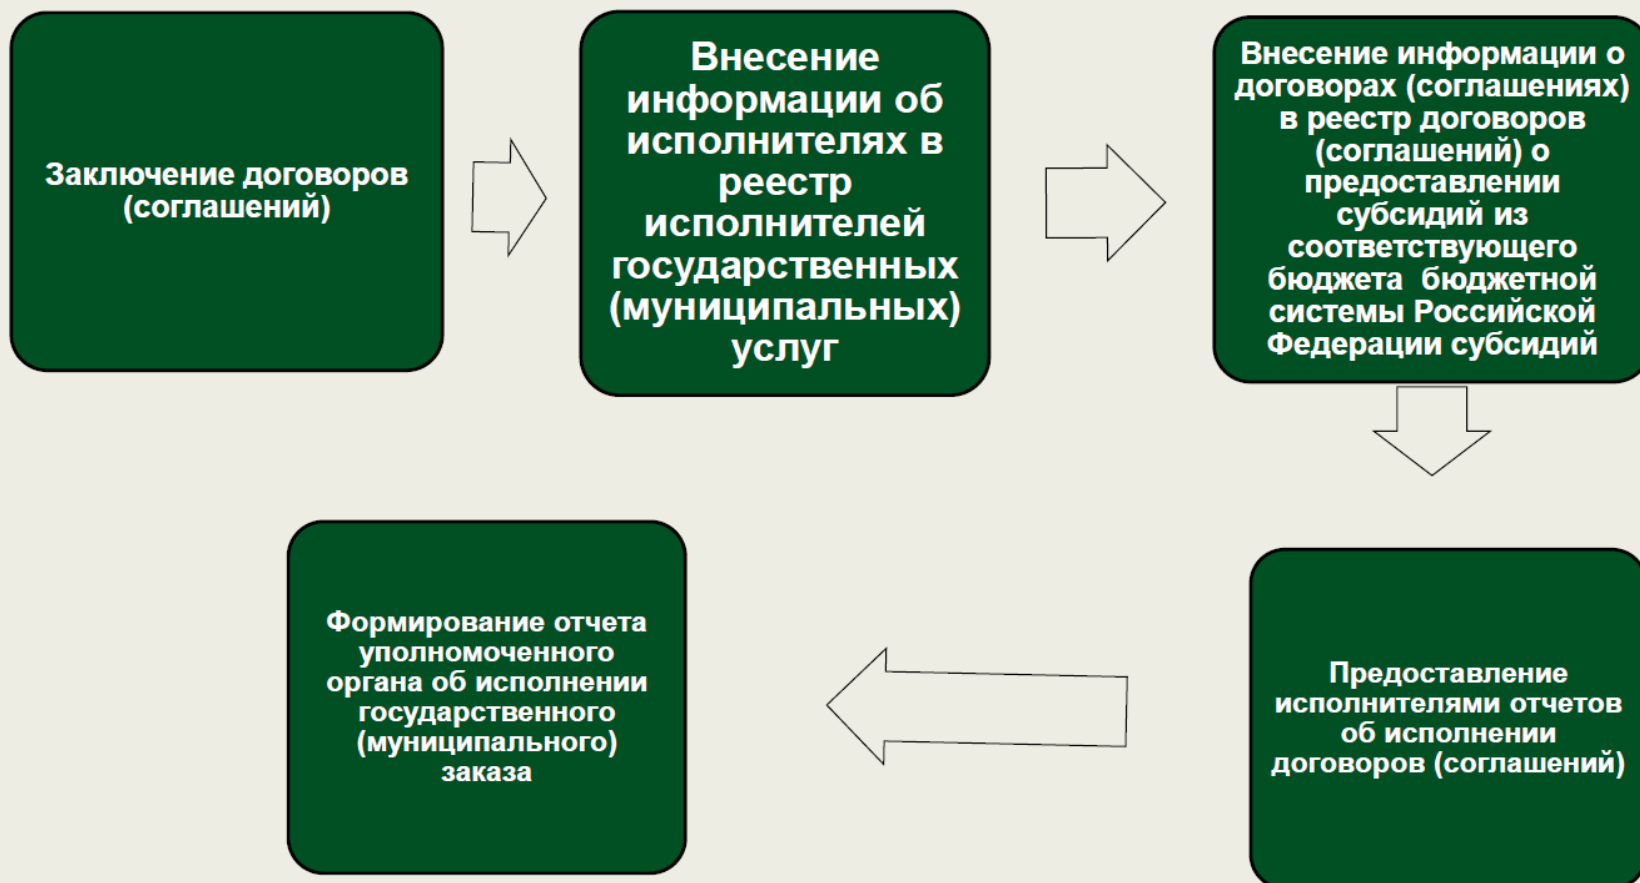 Заключение договоров
(соглашений)
Внесение
информации об
исполнителях в
реестр
исполнителей
государственных
(муниципальных)
услуг
Внесение информации о
договорах (соглашениях)
в реестр договоров
(соглашений) о
предоставлении
субсидий из
соответствующего
бюджета бюджетной
системы Российской
Федерации субсидий
Предоставление
исполнителями отчетов
об исполнении
договоров (соглашений)
Формирование отчета
уполномоченного
органа об исполнении
государственного
(муниципального)
заказа